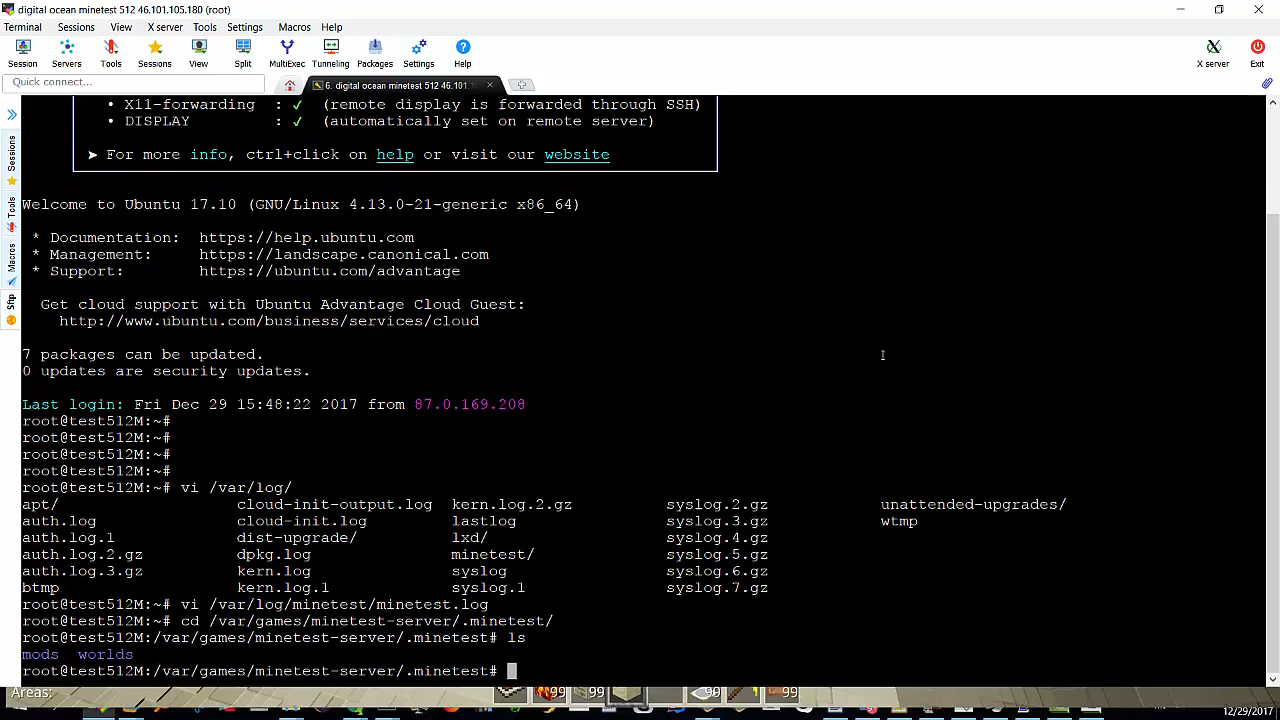 digital ocean minetest 512 46.101.105.180 (root)
Terminal Sessions View X server Tools Settings Macros Help
Session Servers Tools Sessions View Split MultiExec Tunneling Packages Settings Help X server Exit
Quick connect...
6. digital ocean minetest 512 46.101.
Sessions
Tools
Macros
Sftp
• X11-forwarding : ✓ (remote display is forwarded through SSH)
• DISPLAY : ✓ (automatically set on remote server)
➤ For more info, ctrl+click on help or visit our website
Welcome to Ubuntu 17.10 (GNU/Linux 4.13.0-21-generic x86_64)
* Documentation: https://help.ubuntu.com
* Management: https://landscape.canonical.com
* Support: https://ubuntu.com/advantage
Get cloud support with Ubuntu Advantage Cloud Guest:
http://www.ubuntu.com/business/services/cloud
7 packages can be updated.
0 updates are security updates.
Last login: Fri Dec 29 15:48:22 2017 from 87.0.169.208
root@test512M:~#
root@test512M:~#
root@test512M:~#
root@test512M:~#
root@test512M:~# vi /var/log/
apt/ cloud-init-output.log kern.log.2.gz syslog.2.gz unattended-upgrades/
auth.log cloud-init.log lastlog syslog.3.gz wtmp
auth.log.1 dist-upgrade/ lxd/ syslog.4.gz
auth.log.2.gz dpkg.log minetest/ syslog.5.gz
auth.log.3.gz kern.log syslog syslog.6.gz
btmp kern.log.1 syslog.1 syslog.7.gz
root@test512M:~# vi /var/log/minetest/minetest.log
root@test512M:~# cd /var/games/minetest-server/.minetest/
root@test512M:/var/games/minetest-server/.minetest# ls
mods worlds
root@test512M:/var/games/minetest-server/.minetest#
Areas: 99 99 99 99
12/29/2017